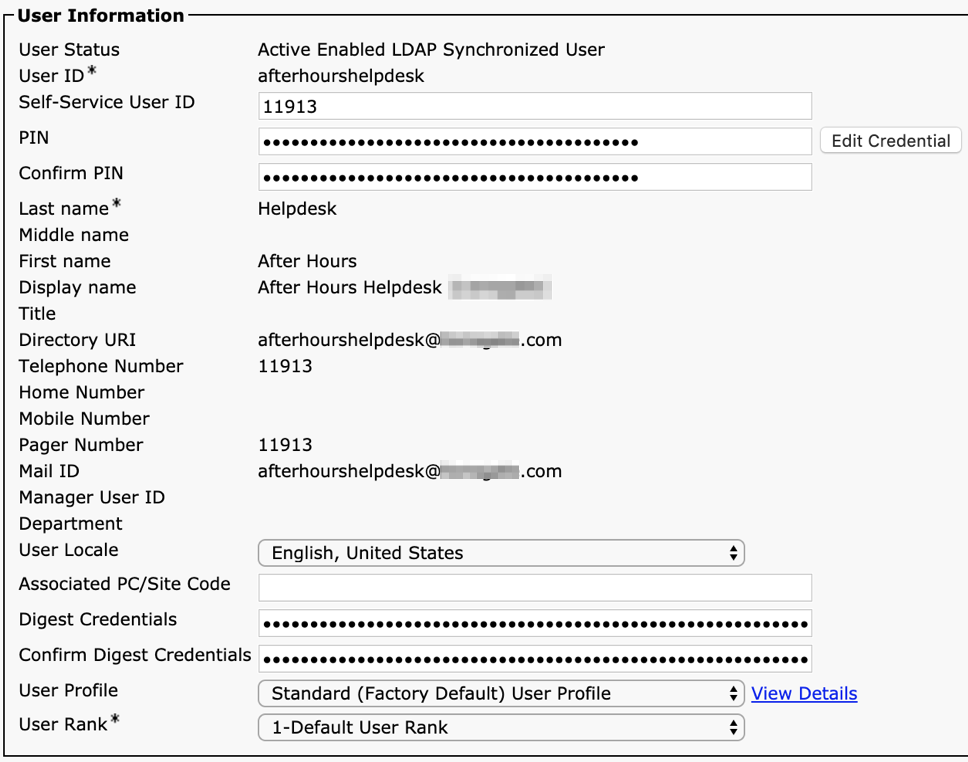 User Information
User Status Active Enabled LDAP Synchronized User
User ID* afterhourshelpdesk
Self-Service User ID 11913
PIN ●●●●●●●●●●●●●●●●●●●●●●●●●●●●●●●●●●●●●●●● Edit Credential
Confirm PIN ●●●●●●●●●●●●●●●●●●●●●●●●●●●●●●●●●●●●●●●●
Last name* Helpdesk
Middle name
First name After Hours
Display name After Hours Helpdesk
Title
Directory URI afterhourshelpdesk@ .com
Telephone Number 11913
Home Number
Mobile Number
Pager Number 11913
Mail ID afterhourshelpdesk@ .com
Manager User ID
Department
User Locale English, United States
Associated PC/Site Code
Digest Credentials ●●●●●●●●●●●●●●●●●●●●●●●●●●●●●●●●●●●●●●●●●●●●●●●●●●●●●●●●●●
Confirm Digest Credentials ●●●●●●●●●●●●●●●●●●●●●●●●●●●●●●●●●●●●●●●●●●●●●●●●●●●●●●●●●●
User Profile Standard (Factory Default) User Profile View Details
User Rank* 1-Default User Rank